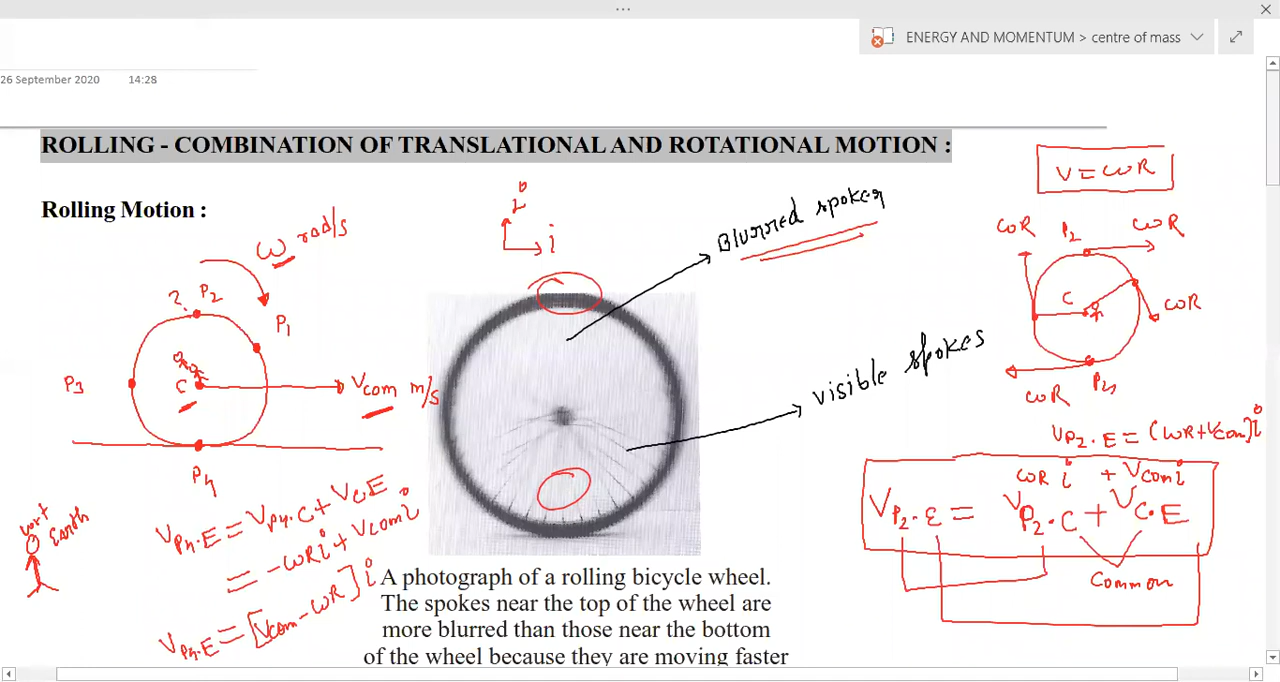 ENERGY AND MOMENTUM > centre of mass
26 September 2020 14:28
ROLLING - COMBINATION OF TRANSLATIONAL AND ROTATIONAL MOTION :
Rolling Motion :
ω rad/s
? P2
P1
P3
C
Vcom m/s
P4
wort
Earth
VP4.E = VP4.C + VC.E
= -ωRi + Vcom i
VP4.E = [Vcom - ωR] i
i
Blurred spokes
visible spokes
A photograph of a rolling bicycle wheel.
The spokes near the top of the wheel are
more blurred than those near the bottom
of the wheel because they are moving faster
V = ωR
ωR P2 ωR
C
ωR
ωR P4
VP2.E = (ωR + Vcom) i
ωR i + Vcom i
VP2.E = VP2.C + VC.E
Common